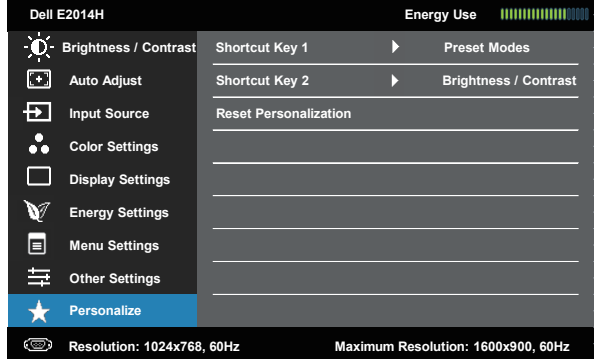 Dell E2014H Energy Use
Brightness / Contrast Shortcut Key 1 Preset Modes
Auto Adjust Shortcut Key 2 Brightness / Contrast
Input Source Reset Personalization
Color Settings
Display Settings
Energy Settings
Menu Settings
Other Settings
Personalize
Resolution: 1024x768, 60Hz Maximum Resolution: 1600x900, 60Hz